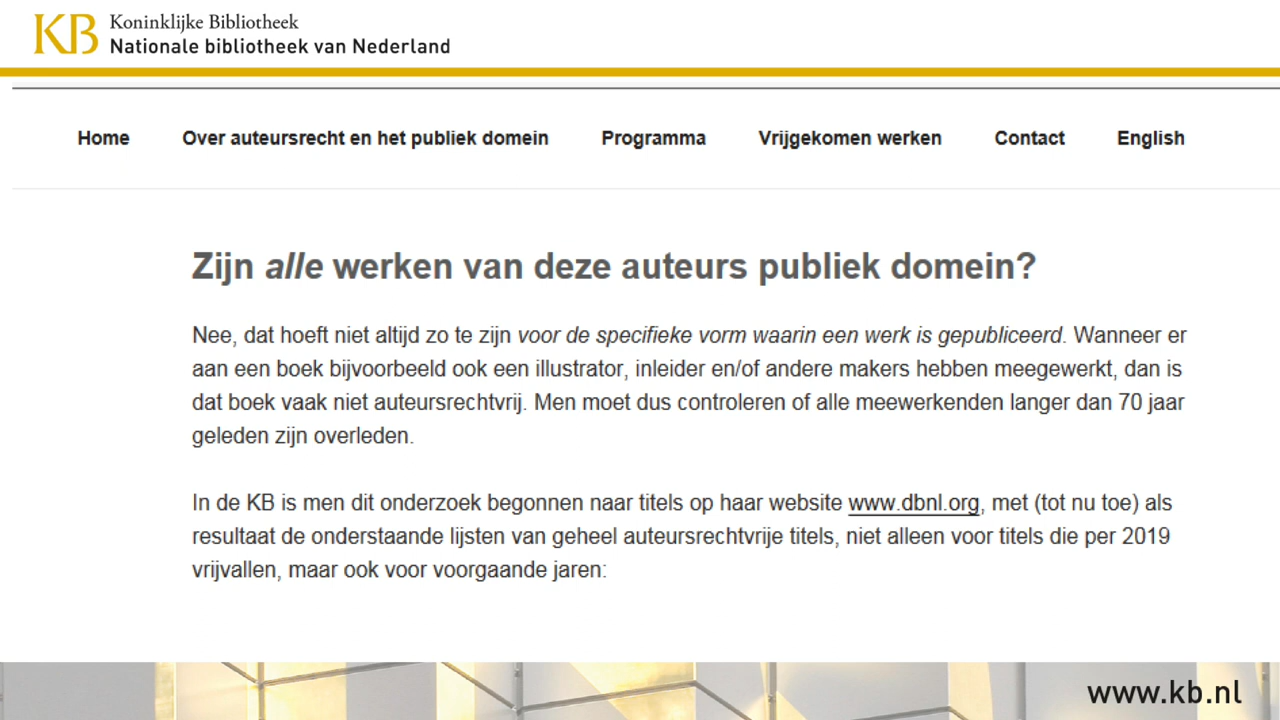 KB Koninklijke Bibliotheek
Nationale bibliotheek van Nederland
Home Over auteursrecht en het publiek domein Programma Vrijgekomen werken Contact English
Zijn alle werken van deze auteurs publiek domein?
Nee, dat hoeft niet altijd zo te zijn voor de specifieke vorm waarin een werk is gepubliceerd. Wanneer er
aan een boek bijvoorbeeld ook een illustrator, inleider en/of andere makers hebben meegewerkt, dan is
dat boek vaak niet auteursrechtvrij. Men moet dus controleren of alle meewerkenden langer dan 70 jaar
geleden zijn overleden.
In de KB is men dit onderzoek begonnen naar titels op haar website www.dbnl.org, met (tot nu toe) als
resultaat de onderstaande lijsten van geheel auteursrechtvrije titels, niet alleen voor titels die per 2019
vrijvallen, maar ook voor voorgaande jaren:
www.kb.nl